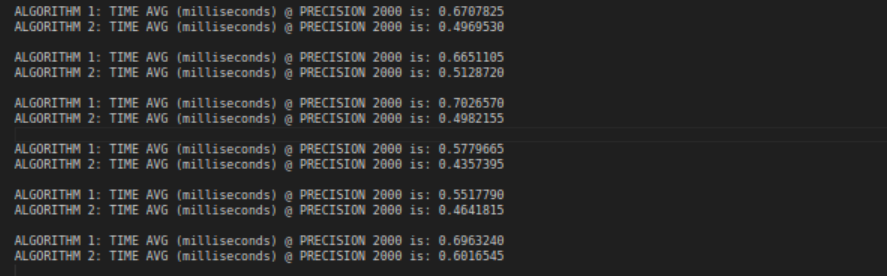 ALGORITHM 1: TIME AVG (milliseconds) @ PRECISION 2000 is: 0.6707825
ALGORITHM 2: TIME AVG (milliseconds) @ PRECISION 2000 is: 0.4969530
ALGORITHM 1: TIME AVG (milliseconds) @ PRECISION 2000 is: 0.6651105
ALGORITHM 2: TIME AVG (milliseconds) @ PRECISION 2000 is: 0.5128720
ALGORITHM 1: TIME AVG (milliseconds) @ PRECISION 2000 is: 0.7026570
ALGORITHM 2: TIME AVG (milliseconds) @ PRECISION 2000 is: 0.4982155
ALGORITHM 1: TIME AVG (milliseconds) @ PRECISION 2000 is: 0.5779665
ALGORITHM 2: TIME AVG (milliseconds) @ PRECISION 2000 is: 0.4357395
ALGORITHM 1: TIME AVG (milliseconds) @ PRECISION 2000 is: 0.5517790
ALGORITHM 2: TIME AVG (milliseconds) @ PRECISION 2000 is: 0.4641815
ALGORITHM 1: TIME AVG (milliseconds) @ PRECISION 2000 is: 0.6963240
ALGORITHM 2: TIME AVG (milliseconds) @ PRECISION 2000 is: 0.6016545